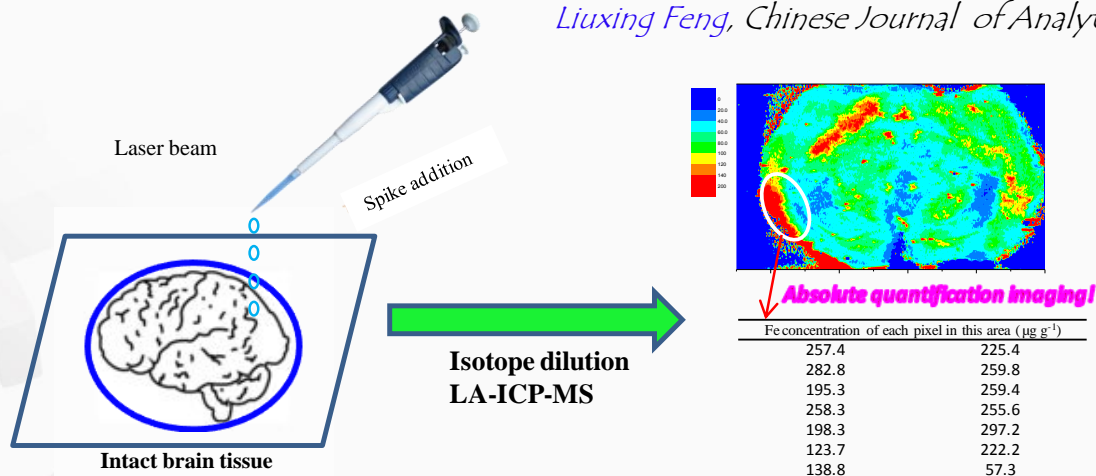 Liuxing Feng, Chinese Journal of Analy
Laser beam
Spike addition
Intact brain tissue
Isotope dilution
LA-ICP-MS
0
20.0
40.0
60.0
80.0
100
120
140
200
Absolute quantification imaging!
Fe concentration of each pixel in this area (μg g⁻¹)
257.4 225.4
282.8 259.8
195.3 259.4
258.3 255.6
198.3 297.2
123.7 222.2
138.8 57.3